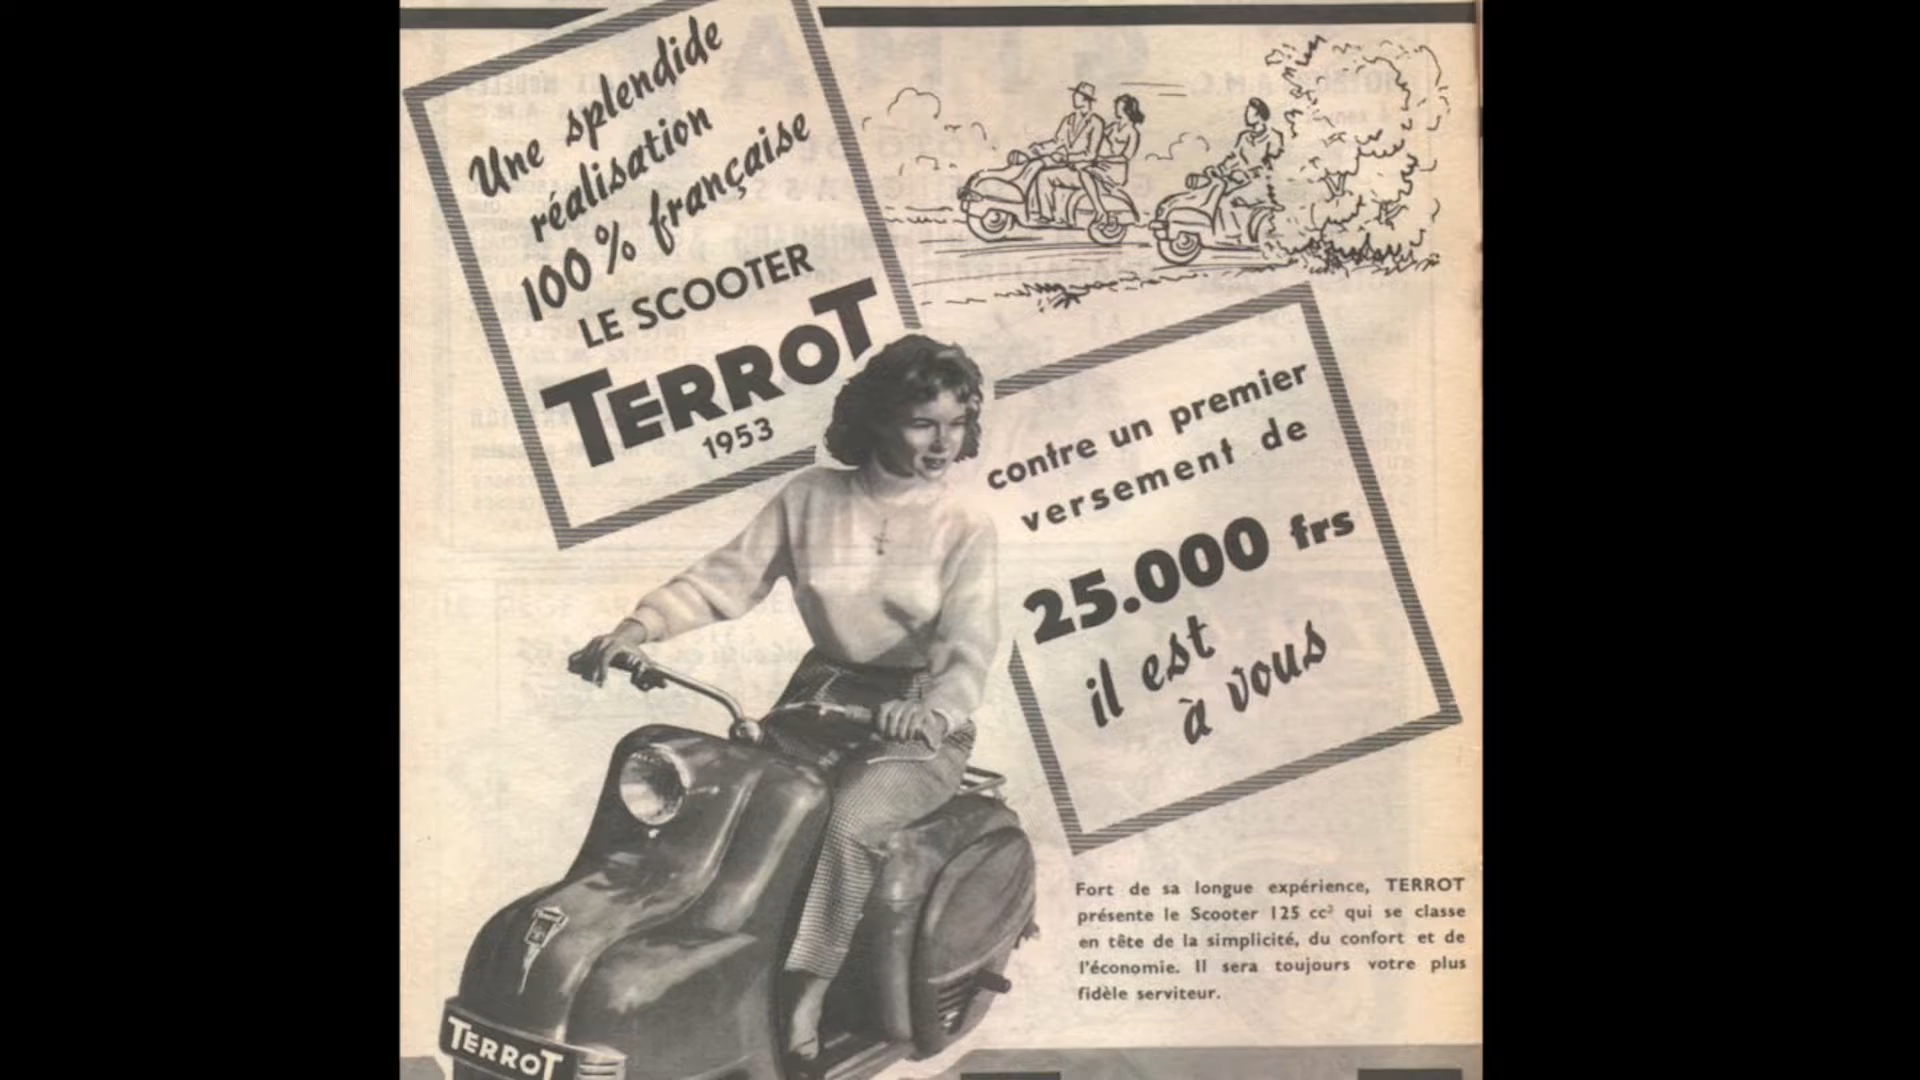 Une splendide
réalisation
100 % française
LE SCOOTER
TERROT
1953
contre un premier
versement de
25.000 frs
il est
à vous
Fort de sa longue expérience, TERROT
présente le Scooter 125 cc³ qui se classe
en tête de la simplicité, du confort et de
l'économie. Il sera toujours votre plus
fidèle serviteur.
TERROT